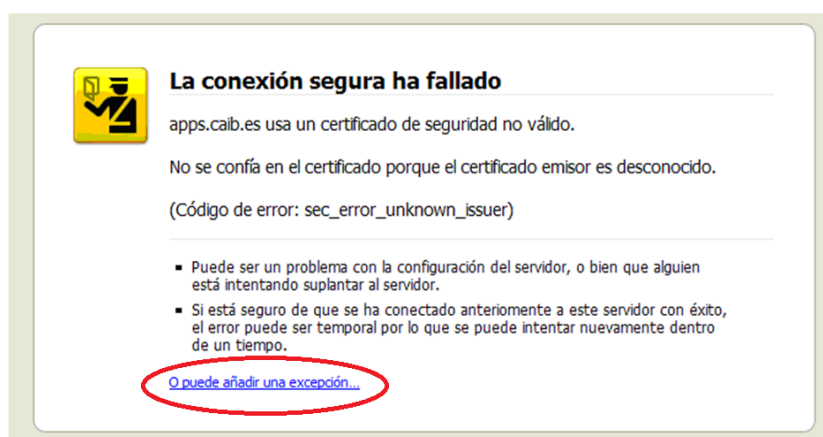 La conexión segura ha fallado
apps.caib.es usa un certificado de seguridad no válido.
No se confía en el certificado porque el certificado emisor es desconocido.
(Código de error: sec_error_unknown_issuer)
Puede ser un problema con la configuración del servidor, o bien que alguien
está intentando suplantar al servidor.
Si está seguro de que se ha conectado anteriomente a este servidor con éxito,
el error puede ser temporal por lo que se puede intentar nuevamente dentro
de un tiempo.
O puede añadir una excepción...